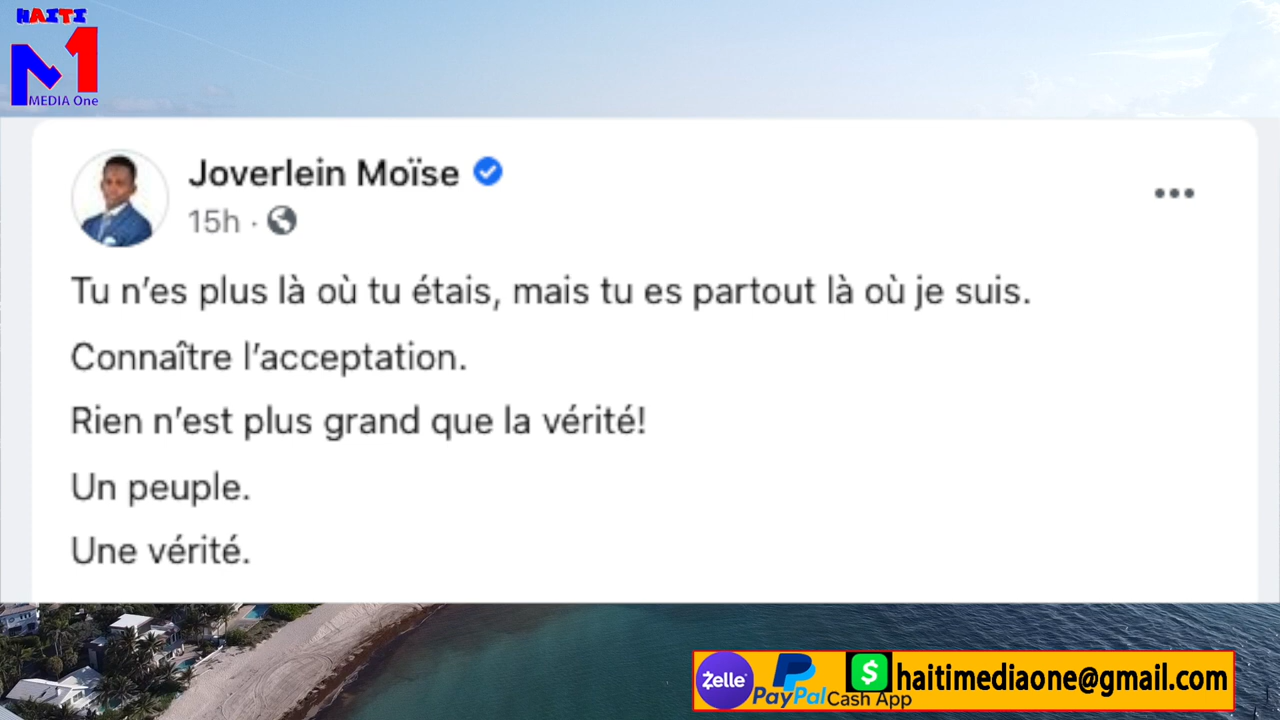 HAITI
M1
MEDIA One
Joverlein Moïse
15h ·
Tu n’es plus là où tu étais, mais tu es partout là où je suis.
Connaître l’acceptation.
Rien n’est plus grand que la vérité!
Un peuple.
Une vérité.
Zelle
PayPal
$
Cash App
haitimediaone@gmail.com